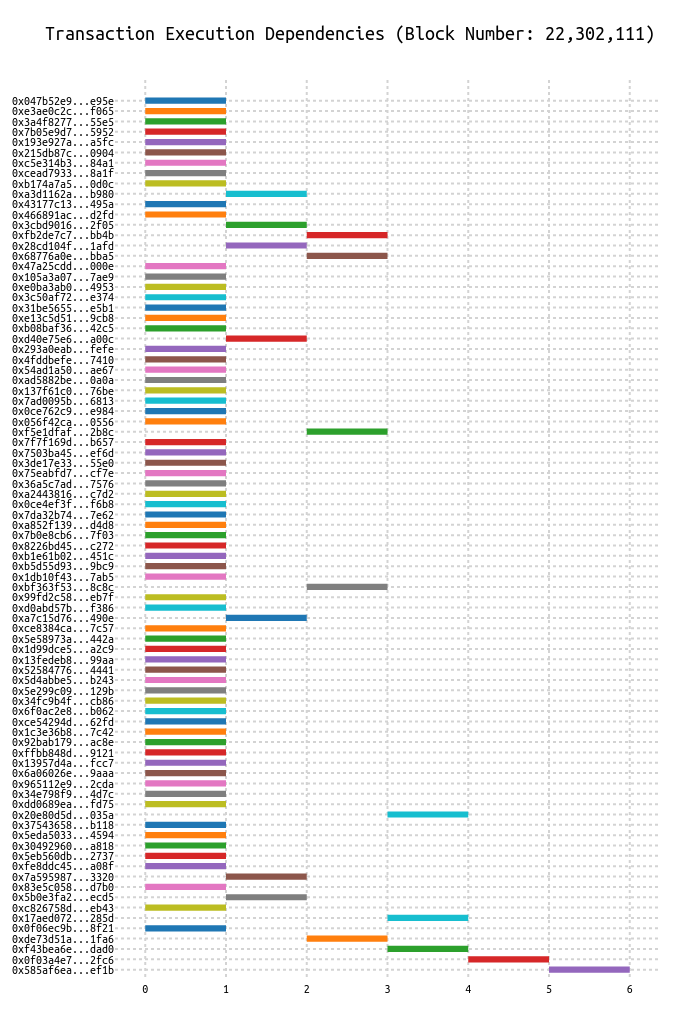 Transaction Execution Dependencies (Block Number: 22,302,111)
0x047b52e9...e95e
0xe3ae0c2c...f065
0x3a4f8277...55e5
0x7b05e9d7...5952
0x193e927a...a5fc
0x215db87c...0904
0xc5e314b3...84a1
0xcead7933...8a1f
0xb174a7a5...0d0c
0xa3d1162a...b980
0x43177c13...495a
0x466891ac...d2fd
0x3cbd9016...2f05
0xfb2de7c7...bb4b
0x28cd104f...1afd
0x68776a0e...bba5
0x47a25cdd...000e
0x105a3a07...7ae9
0xe0ba3ab0...4953
0x3c50af72...e374
0x31be5655...e5b1
0xe13c5d51...9cb8
0xb08baf36...42c5
0xd40e75e6...a00c
0x293a0eab...fefe
0x4fddbefe...7410
0x54ad1a50...ae67
0xad5882be...0a0a
0x137f61c0...76be
0x7ad0095b...6813
0x0ce762c9...e984
0x056f42ca...0556
0xf5e1dfaf...2b8c
0x7f7f169d...b657
0x7503ba45...ef6d
0x3de17e33...55e0
0x75eabfd7...cf7e
0x36a5c7ad...7576
0xa2443816...c7d2
0x0ce4ef3f...f6b8
0x7da32b74...7e62
0xa852f139...d4d8
0x7b0e8cb6...7f03
0x8226bd45...c272
0xb1e61b02...451c
0xb5d55d93...9bc9
0x1db10f43...7ab5
0xbf363f53...8c8c
0x99fd2c58...eb7f
0xd0abd57b...f386
0xa7c15d76...490e
0xce8384ca...7c57
0x5e58973a...442a
0x1d99dce5...a2c9
0x13fedeb8...99aa
0x52584776...4441
0x5d4abbe5...b243
0x5e299c09...129b
0x34fc9b4f...cb86
0x6f0ac2e8...b062
0xce54294d...62fd
0x1c3e36b8...7c42
0x92bab179...ac8e
0xffbb848d...9121
0x13957d4a...fcc7
0x6a06026e...9aaa
0x965112e9...2cda
0x34e798f9...4d7c
0xdd0689ea...fd75
0x20e80d5d...035a
0x37543658...b118
0x5eda5033...4594
0x30492960...a818
0x5eb560db...2737
0xfe8ddc45...a08f
0x7a595987...3320
0x83e5c058...d7b0
0x5b0e3fa2...ecd5
0xc826758d...eb43
0x17aed072...285d
0x0f06ec9b...8f21
0xde73d51a...1fa6
0xf43bea6e...dad0
0x0f03a4e7...2fc6
0x585af6ea...ef1b
0 1 2 3 4 5 6